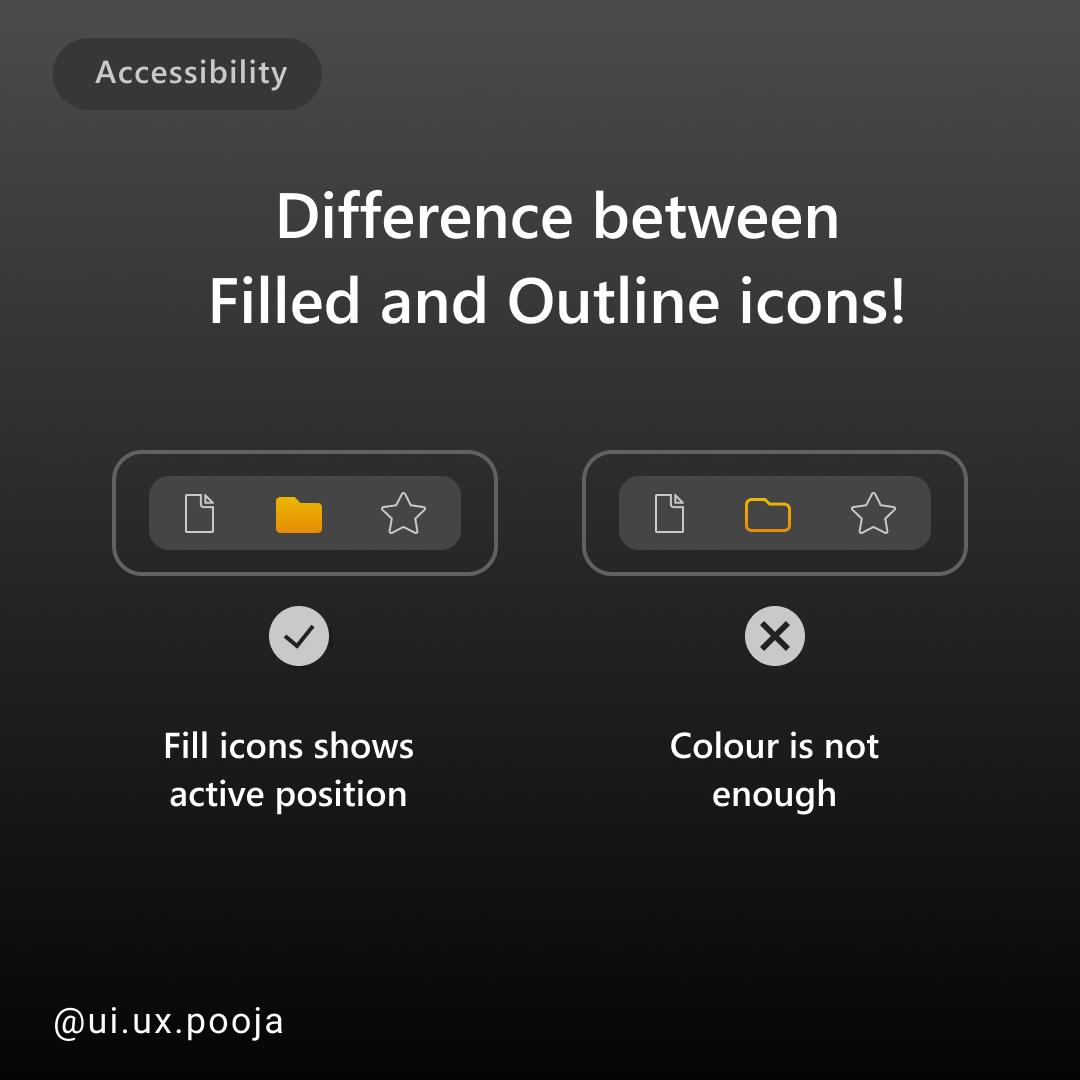 Accessibility
Difference between
Filled and Outline icons!
Fill icons shows
active position
Colour is not
enough
@ui.ux.pooja